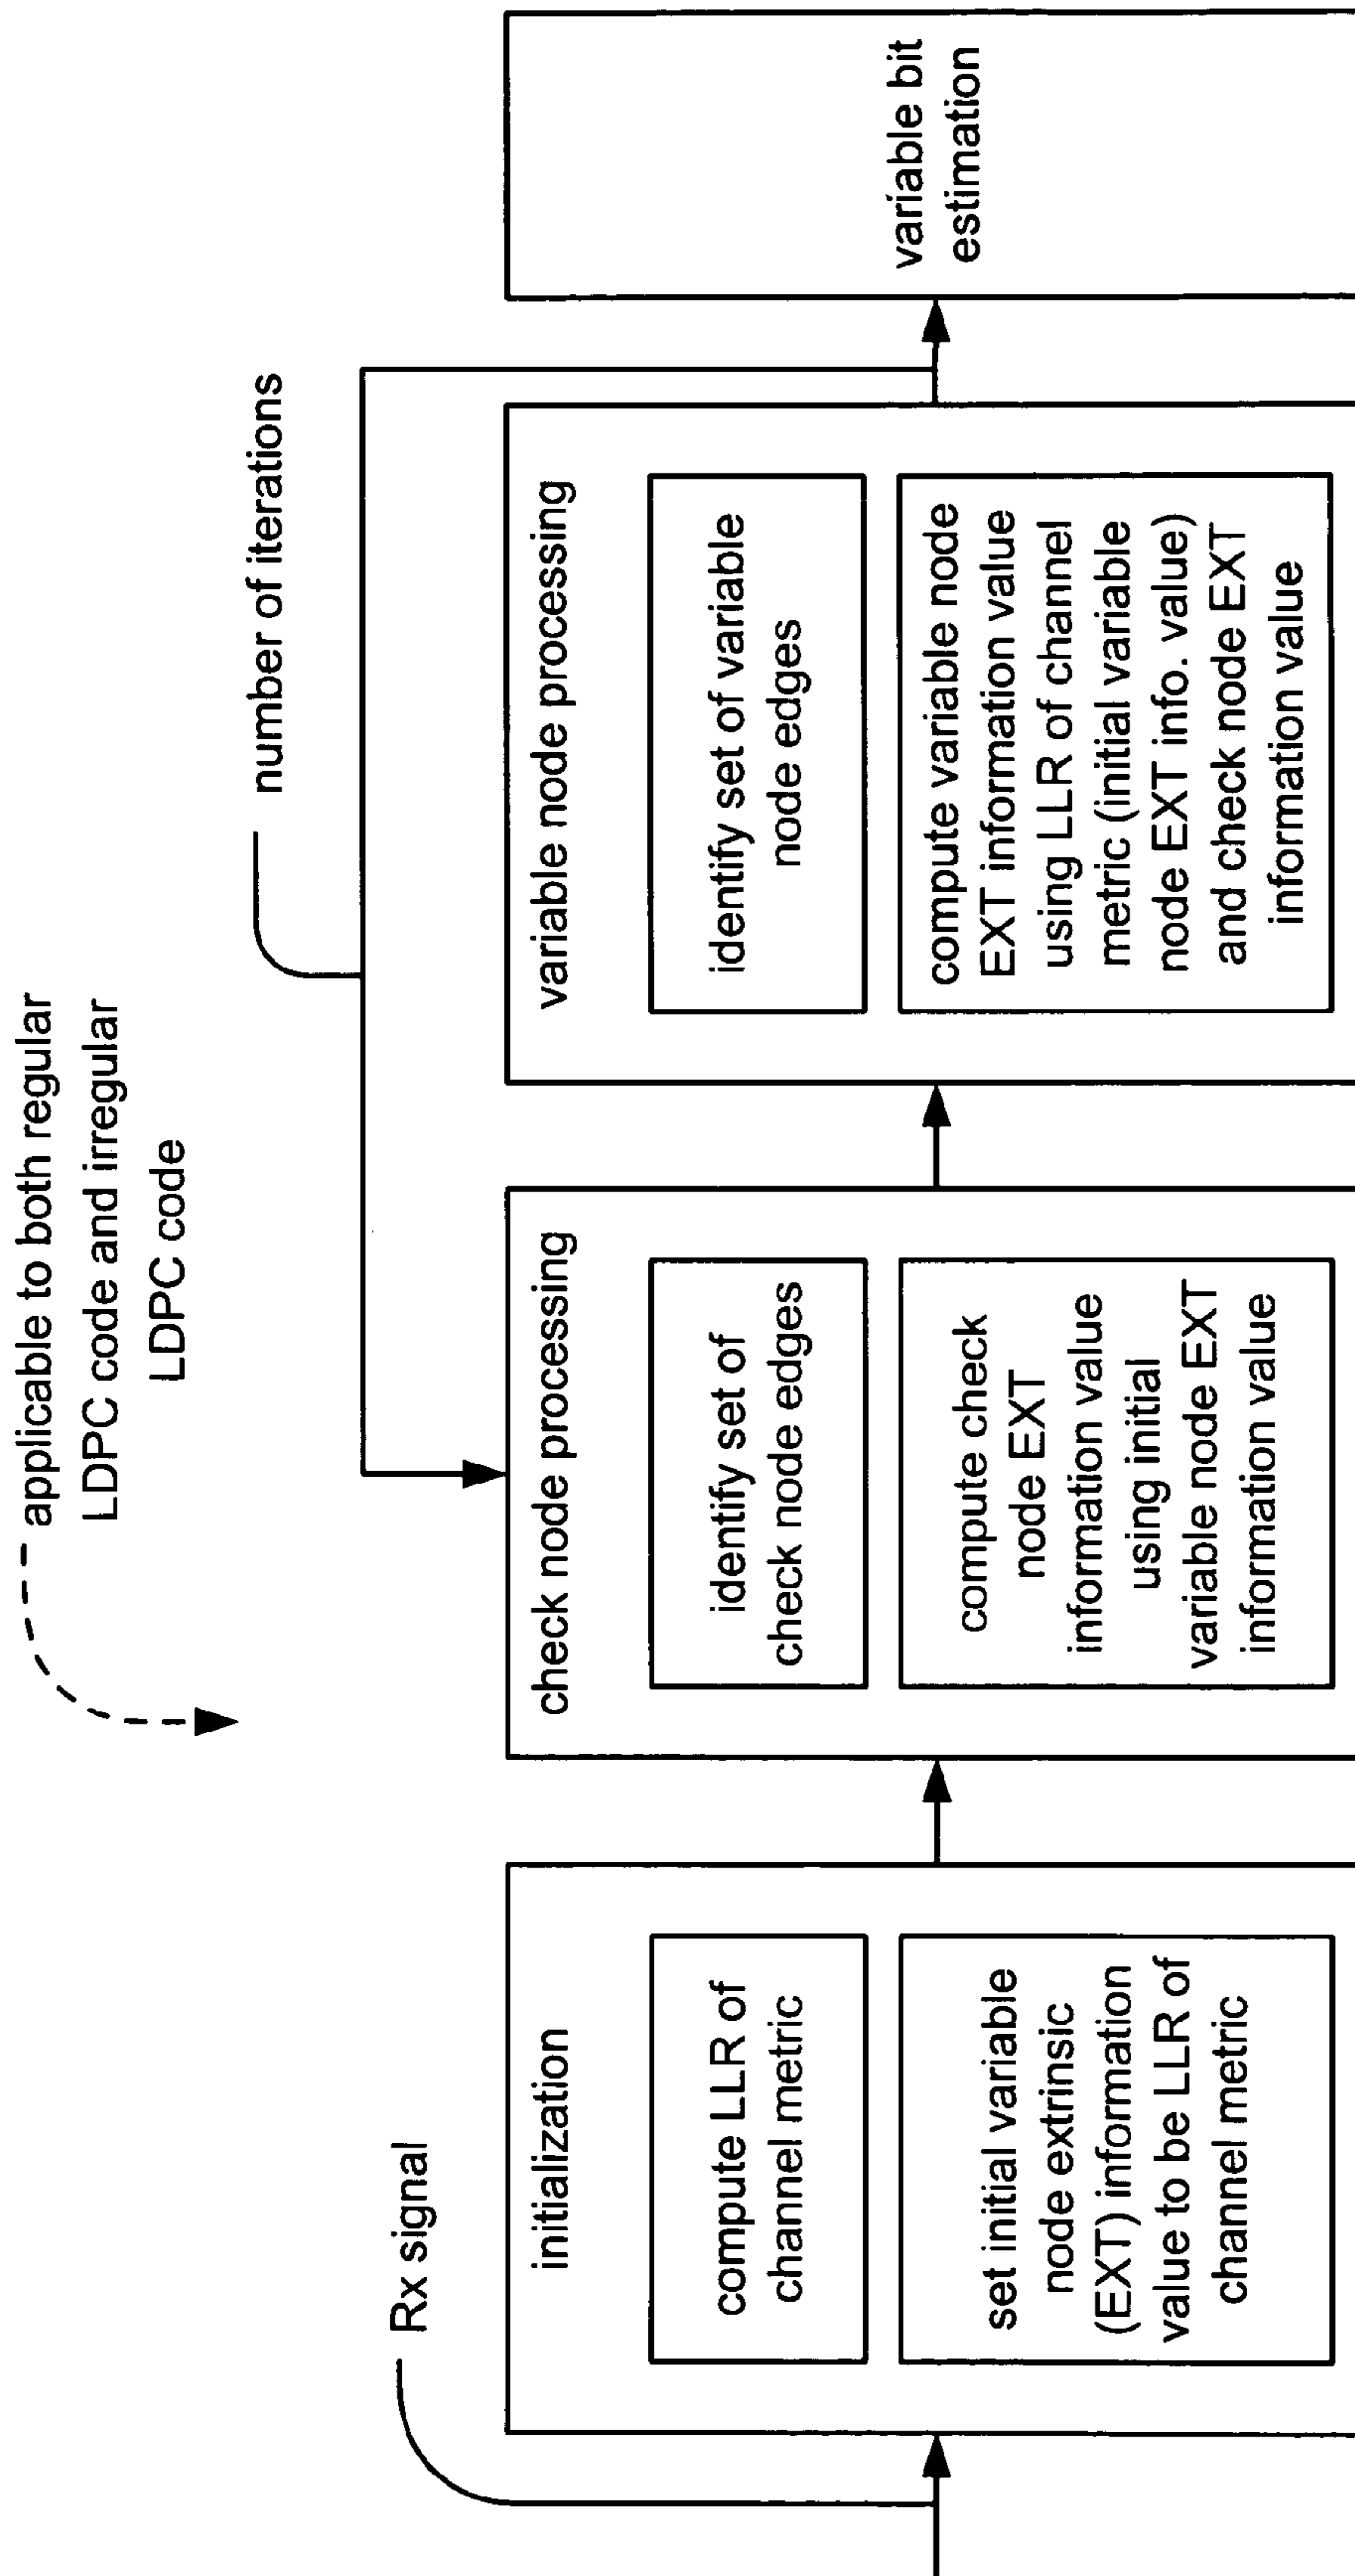 applicable to both regular
LDPC code and irregular
LDPC code
number of iterations
Rx signal
initialization
compute LLR of
channel metric
set initial variable
node extrinsic
(EXT) information
value to be LLR of
channel metric
check node processing
identify set of
check node edges
compute check
node EXT
information value
using initial
variable node EXT
information value
variable node processing
identify set of variable
node edges
compute variable node
EXT information value
using LLR of channel
metric (initial variable
node EXT info. value)
and check node EXT
information value
variable bit
estimation